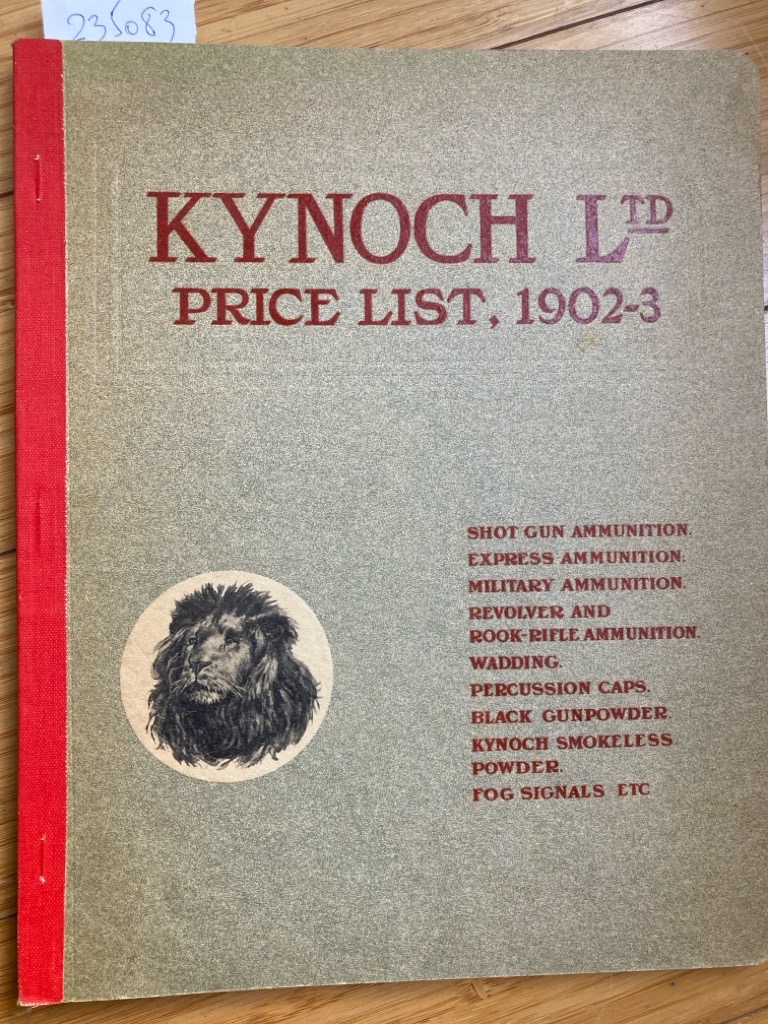 235083
KYNOCH LTD
PRICE LIST, 1902-3
SHOT GUN AMMUNITION.
EXPRESS AMMUNITION.
MILITARY AMMUNITION.
REVOLVER AND
ROOK-RIFLE AMMUNITION.
WADDING.
PERCUSSION CAPS.
BLACK GUNPOWDER.
KYNOCH SMOKELESS
POWDER.
FOG SIGNALS ETC